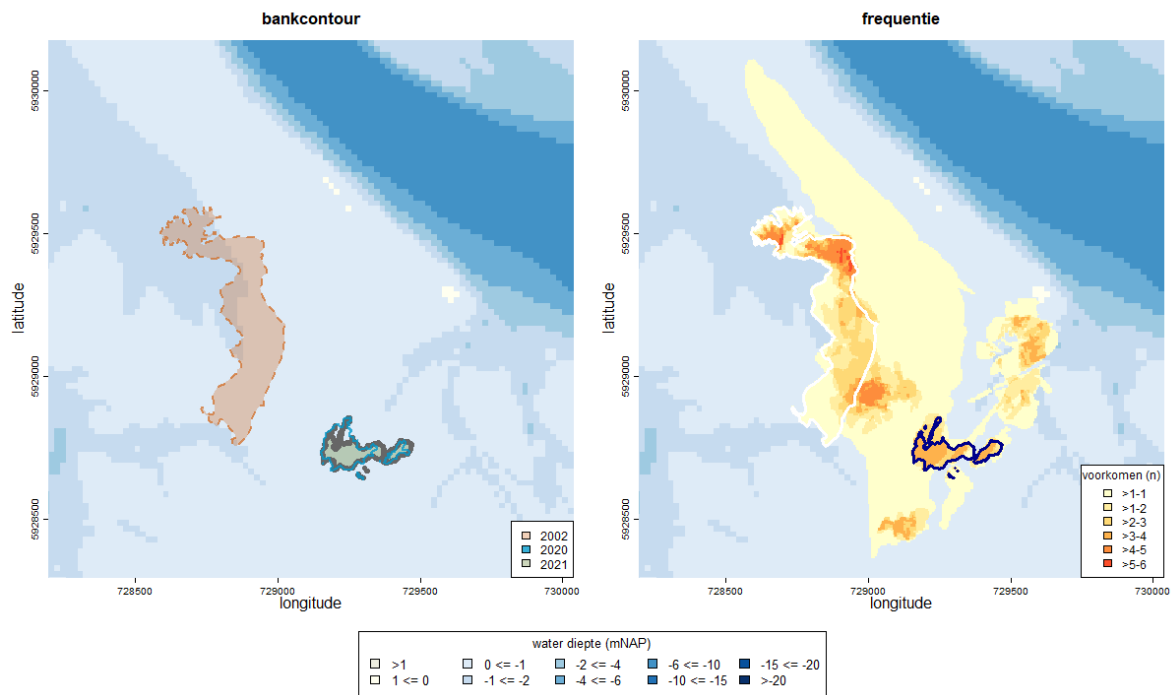 bankcontour
frequentie
5930000
5929500
5929000
5928500
latitude
2002
2020
2021
728500
729000
729500
730000
longitude
5930000
5929500
5929000
5928500
latitude
voorkomen (n)
>1-1
>1-2
>2-3
>3-4
>4-5
>5-6
728500
729000
729500
730000
longitude
water diepte (mNAP)
>1
0 <= -1
-2 <= -4
-6 <= -10
-15 <= -20
1 <= 0
-1 <= -2
-4 <= -6
-10 <= -15
>-20